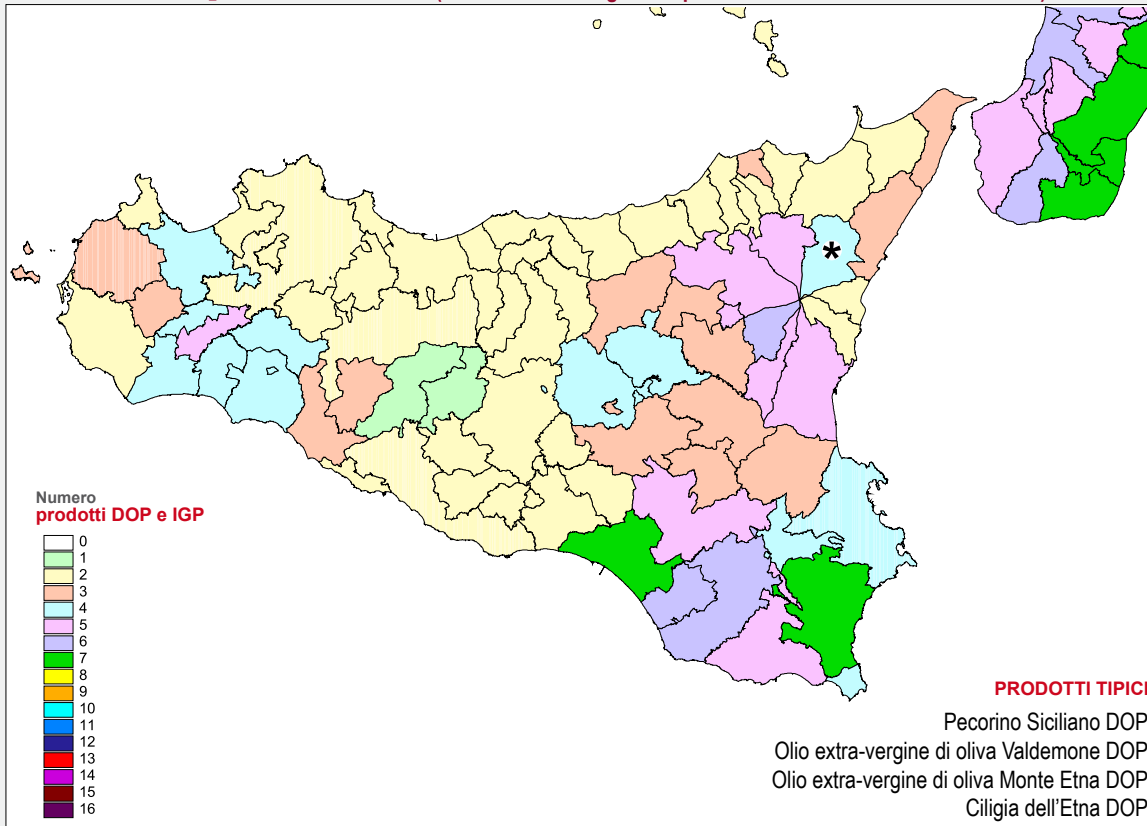 *
Numero
prodotti DOP e IGP
0
1
2
3
4
5
6
7
8
9
10
11
12
13
14
15
16
PRODOTTI TIPICI
Pecorino Siciliano DOP
Olio extra-vergine di oliva Valdemone DOP
Olio extra-vergine di oliva Monte Etna DOP
Ciligia dell'Etna DOP